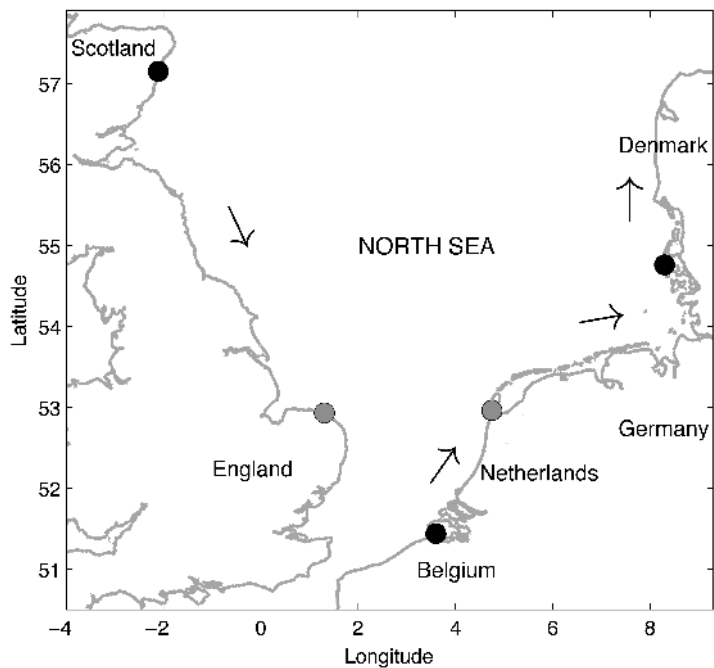 Scotland
57
Denmark
56
NORTH SEA
55
Latitude
54
53
Germany
England
Netherlands
52
51
Belgium
−4
−2
0
2
4
6
8
Longitude